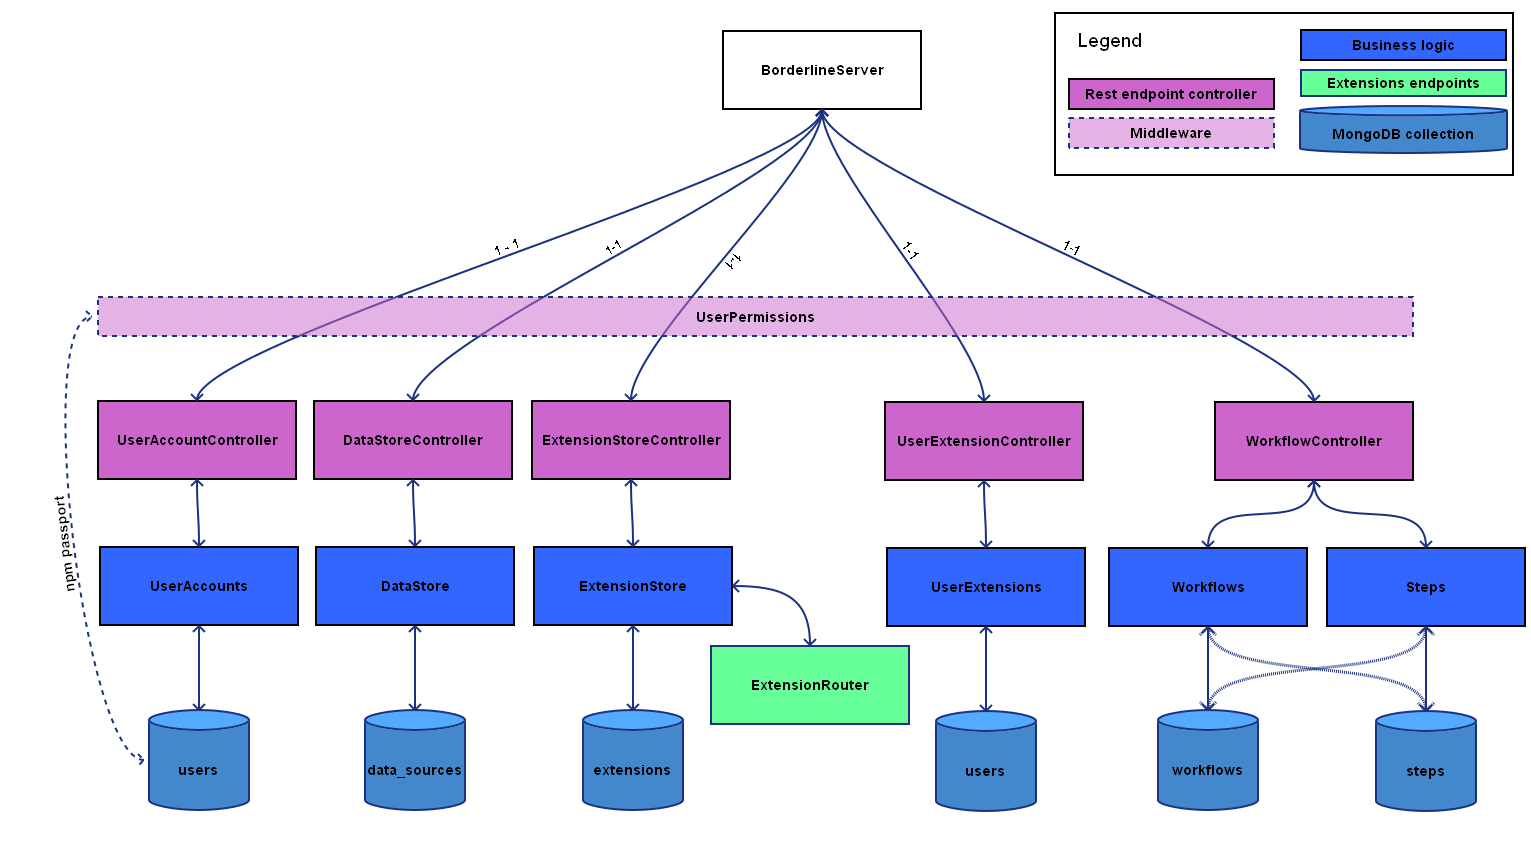 BorderlineServer
Legend
Business logic
Rest endpoint controller
Extensions endpoints
Middleware
MongoDB collection
1 - 1
1-1
1-1
1-1
1-1
UserPermissions
npm passport
UserAccountController
DataStoreController
ExtensionStoreController
UserExtensionController
WorkflowController
UserAccounts
DataStore
ExtensionStore
UserExtensions
Workflows
Steps
ExtensionRouter
users
data_sources
extensions
users
workflows
steps